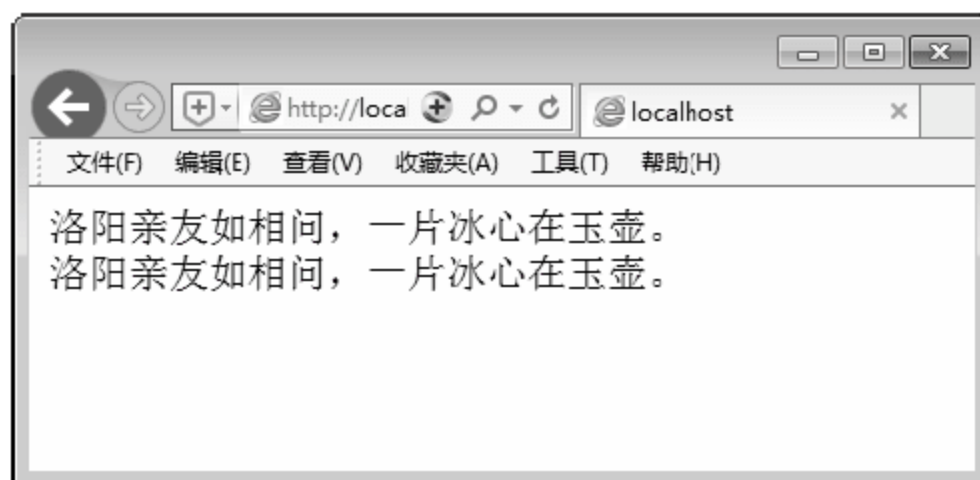 http://loca
localhost
文件(F) 编辑(E) 查看(V) 收藏夹(A) 工具(T) 帮助(H)
洛阳亲友如相问，一片冰心在玉壶。
洛阳亲友如相问，一片冰心在玉壶。